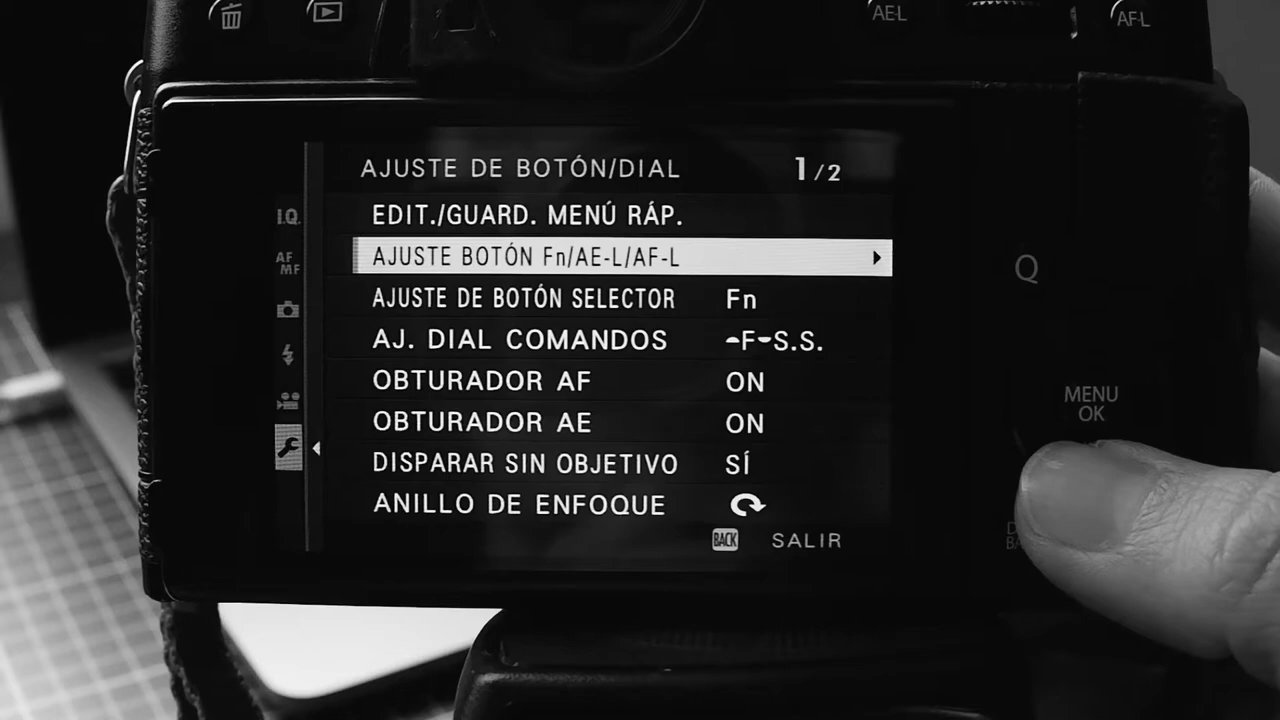 AE-L
AF-L
AJUSTE DE BOTÓN/DIAL 1/2
I.Q.
EDIT./GUARD. MENÚ RÁP.
AF MF
AJUSTE BOTÓN Fn/AE-L/AF-L
AJUSTE DE BOTÓN SELECTOR Fn
AJ. DIAL COMANDOS F S.S.
OBTURADOR AF ON
OBTURADOR AE ON
DISPARAR SIN OBJETIVO SÍ
ANILLO DE ENFOQUE
BACK SALIR
Q
MENU
OK